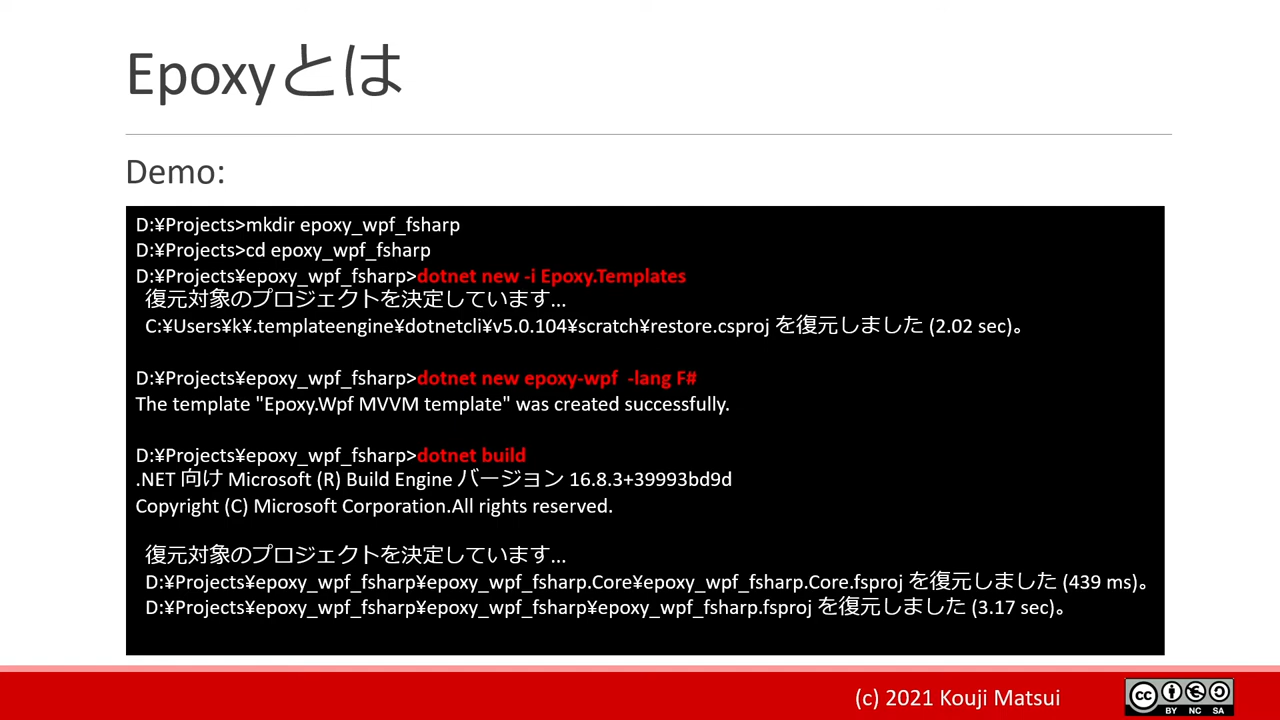 Epoxyとは
Demo:
D:¥Projects>mkdir epoxy_wpf_fsharp
D:¥Projects>cd epoxy_wpf_fsharp
D:¥Projects¥epoxy_wpf_fsharp>dotnet new -i Epoxy.Templates
復元対象のプロジェクトを決定しています...
C:¥Users¥k¥.templateengine¥dotnetcli¥v5.0.104¥scratch¥restore.csproj を復元しました (2.02 sec)。
D:¥Projects¥epoxy_wpf_fsharp>dotnet new epoxy-wpf  -lang F#
The template "Epoxy.Wpf MVVM template" was created successfully.
D:¥Projects¥epoxy_wpf_fsharp>dotnet build
.NET 向け Microsoft (R) Build Engine バージョン 16.8.3+39993bd9d
Copyright (C) Microsoft Corporation.All rights reserved.
復元対象のプロジェクトを決定しています...
D:¥Projects¥epoxy_wpf_fsharp¥epoxy_wpf_fsharp.Core¥epoxy_wpf_fsharp.Core.fsproj を復元しました (439 ms)。
D:¥Projects¥epoxy_wpf_fsharp¥epoxy_wpf_fsharp¥epoxy_wpf_fsharp.fsproj を復元しました (3.17 sec)。
(c) 2021 Kouji Matsui
cc
BY NC SA